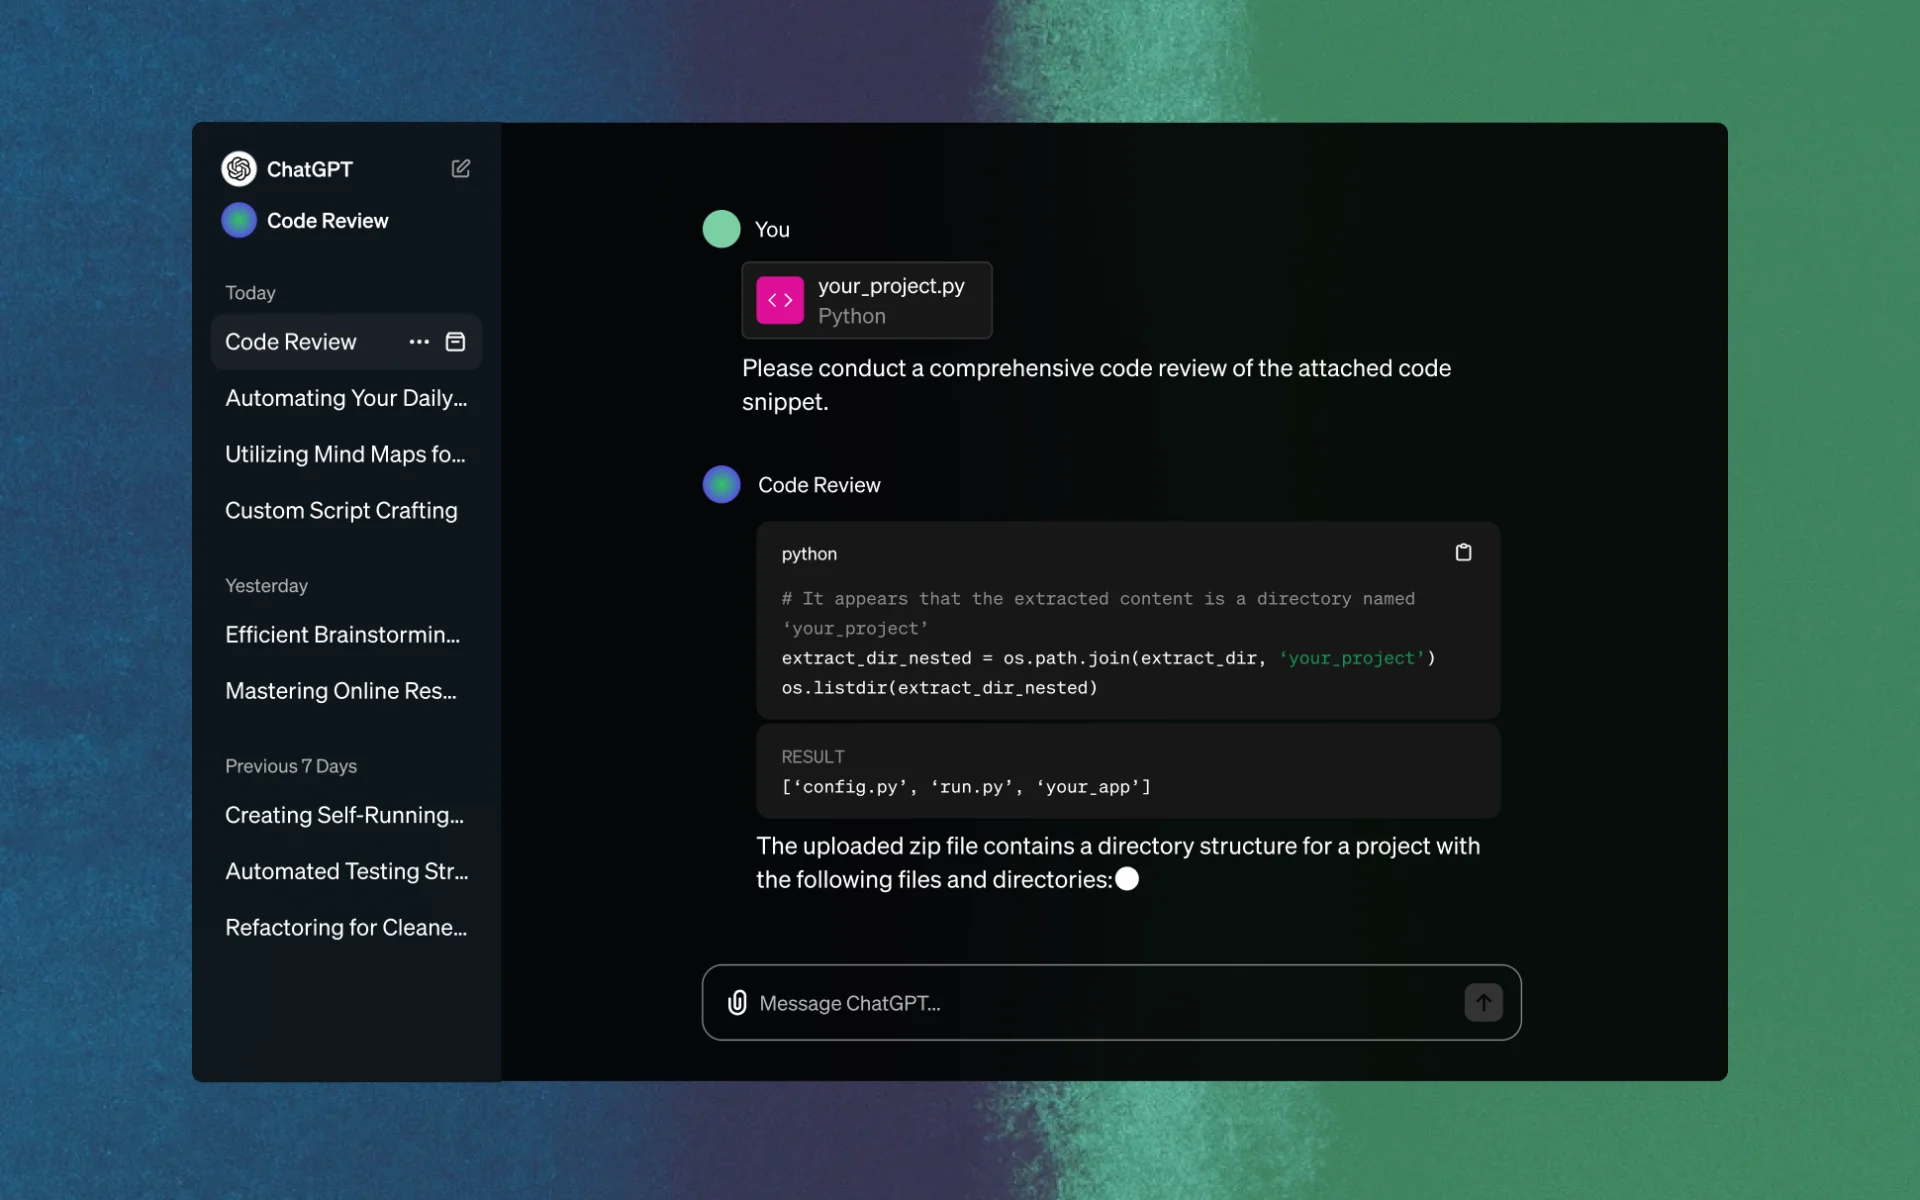 ChatGPT
Code Review
Today
Code Review
Automating Your Daily...
Utilizing Mind Maps fo...
Custom Script Crafting
Yesterday
Efficient Brainstormin...
Mastering Online Res...
Previous 7 Days
Creating Self-Running...
Automated Testing Str...
Refactoring for Cleane...
You
your_project.py
Python
Please conduct a comprehensive code review of the attached code
snippet.
Code Review
python
# It appears that the extracted content is a directory named
‘your_project’
extract_dir_nested = os.path.join(extract_dir, ‘your_project’)
os.listdir(extract_dir_nested)
RESULT
[‘config.py’, ‘run.py’, ‘your_app’]
The uploaded zip file contains a directory structure for a project with
the following files and directories:
Message ChatGPT...